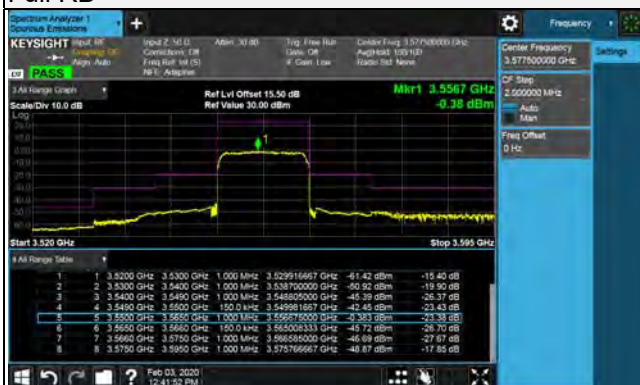 Full RB
Spectrum Analyzer 1
Spurious Emissions
Frequency
KEYSIGHT Input: RF
Coupling: DC
Align: Auto
Input Z: 50 Ω
Corrections: Off
Freq Ref: Int (S)
NFE: Adaptive
Atten: 30 dB
Trig: Free Run
Gate: Off
IF Gain: Low
Center Freq: 3.577500000 GHz
Avg|Hold: 100/100
Radio Std: None
PASS
Center Frequency
3.577500000 GHz
Settings
CF Step
2.000000 MHz
Auto
Man
Freq Offset
0 Hz
3 All Range Graph
Scale/Div 10.0 dB
Ref Lvl Offset 15.50 dB
Ref Value 30.00 dBm
Mkr1 3.5567 GHz
-0.38 dBm
Log
1
Start 3.520 GHz
Stop 3.595 GHz
4 All Range Table
1 1 3.5200 GHz 3.5300 GHz 1.000 MHz 3.529916667 GHz -61.42 dBm -15.40 dB
2 2 3.5300 GHz 3.5400 GHz 1.000 MHz 3.538700000 GHz -50.92 dBm -19.90 dB
3 3 3.5400 GHz 3.5490 GHz 1.000 MHz 3.548805000 GHz -45.39 dBm -26.37 dB
4 4 3.5490 GHz 3.5500 GHz 150.0 kHz 3.549981667 GHz -42.45 dBm -23.43 dB
5 5 3.5500 GHz 3.5650 GHz 1.000 MHz 3.556675000 GHz -0.383 dBm -23.38 dB
6 6 3.5650 GHz 3.5660 GHz 150.0 kHz 3.565008333 GHz -45.72 dBm -26.70 dB
7 7 3.5660 GHz 3.5750 GHz 1.000 MHz 3.566585000 GHz -46.69 dBm -27.67 dB
8 8 3.5750 GHz 3.5950 GHz 1.000 MHz 3.575766667 GHz -48.87 dBm -17.85 dB
Feb 03, 2020
12:41:52 PM